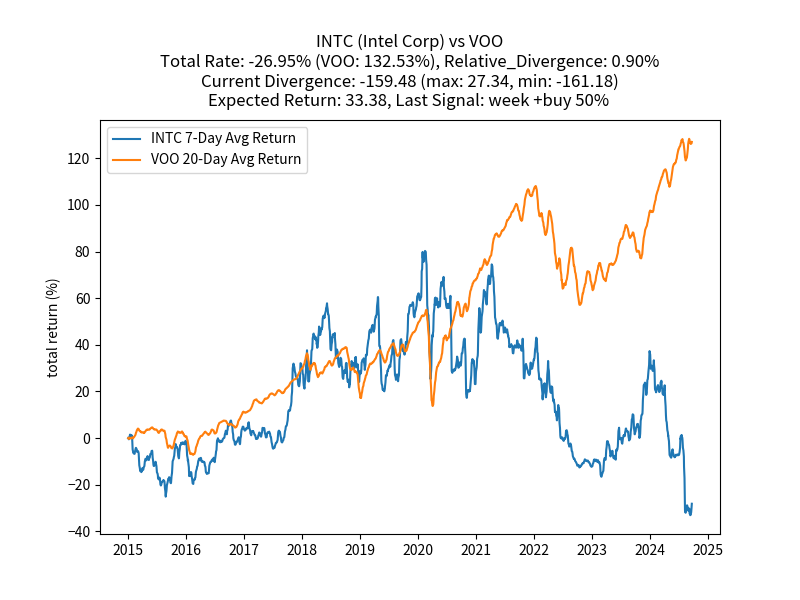 INTC (Intel Corp) vs VOO
Total Rate: -26.95% (VOO: 132.53%), Relative_Divergence: 0.90%
Current Divergence: -159.48 (max: 27.34, min: -161.18)
Expected Return: 33.38, Last Signal: week +buy 50%
INTC 7-Day Avg Return
VOO 20-Day Avg Return
total return (%)
120
100
80
60
40
20
0
−20
−40
2015 2016 2017 2018 2019 2020 2021 2022 2023 2024 2025